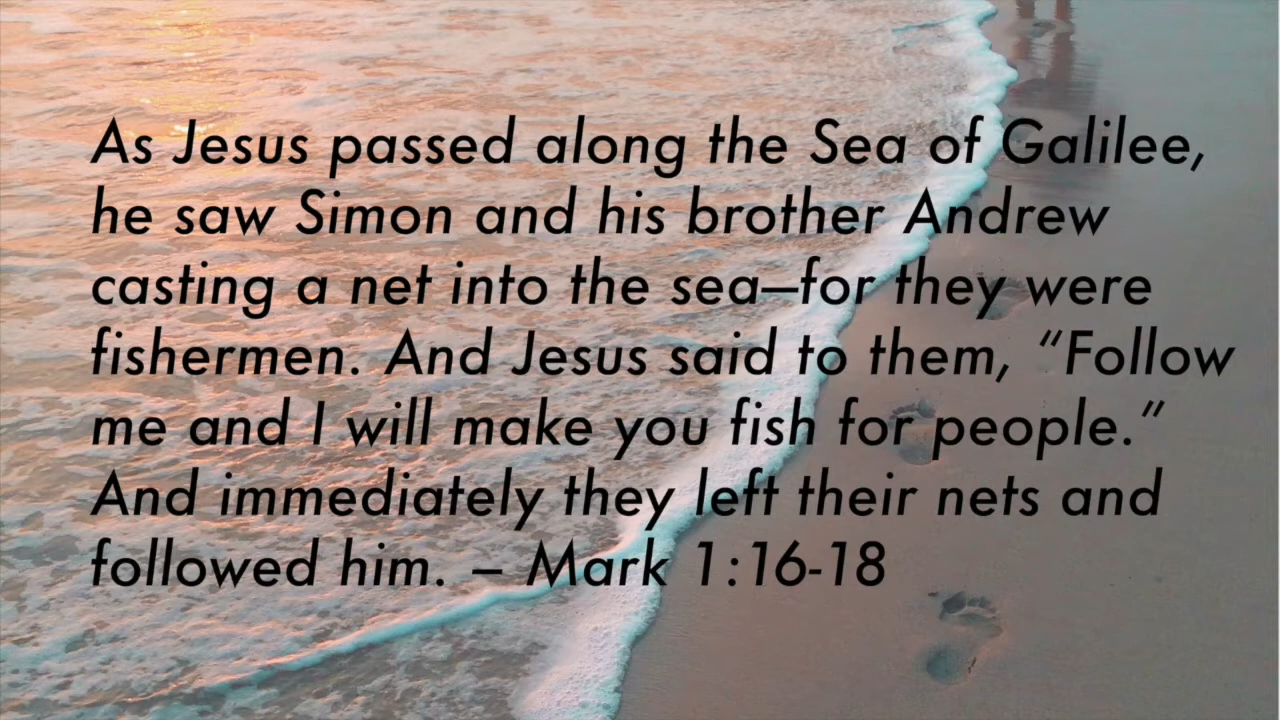 As Jesus passed along the Sea of Galilee,
he saw Simon and his brother Andrew
casting a net into the sea—for they were
fishermen. And Jesus said to them, “Follow
me and I will make you fish for people.”
And immediately they left their nets and
followed him. – Mark 1:16-18